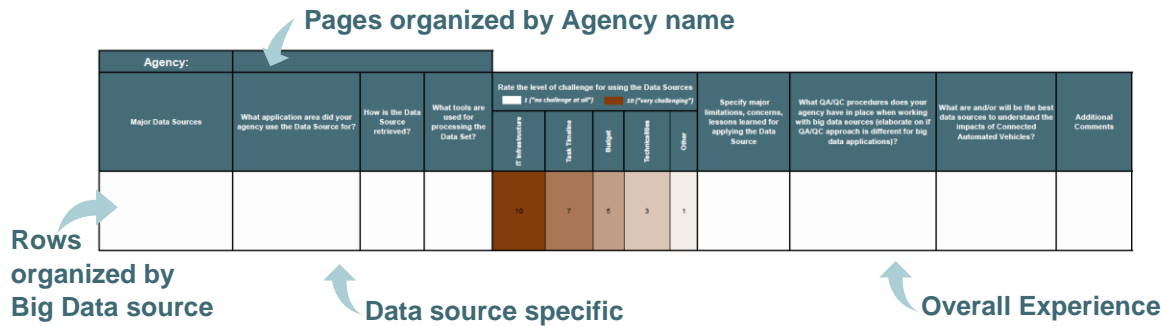 Pages organized by Agency name
Agency:
Rate the level of challenge for using the Data Sources
1 ("no challenge at all")
10 ("very challenging")
Major Data Sources
What application area did your
agency use the Data Source for?
How is the Data
Source
retrieved?
What tools are
used for
processing the
Data Set?
IT Infrastructure
Task Timeline
Budget
Technicalities
Other
Specify major
limitations, concerns,
lessons learned for
applying the Data
Source
What QA/QC procedures does your
agency have in place when working
with big data sources (elaborate on if
QA/QC approach is different for big
data applications)?
What are and/or will be the best
data sources to understand the
impacts of Connected
Automated Vehicles?
Additional
Comments
10
7
5
3
1
Rows
organized by
Big Data source
Data source specific
Overall Experience